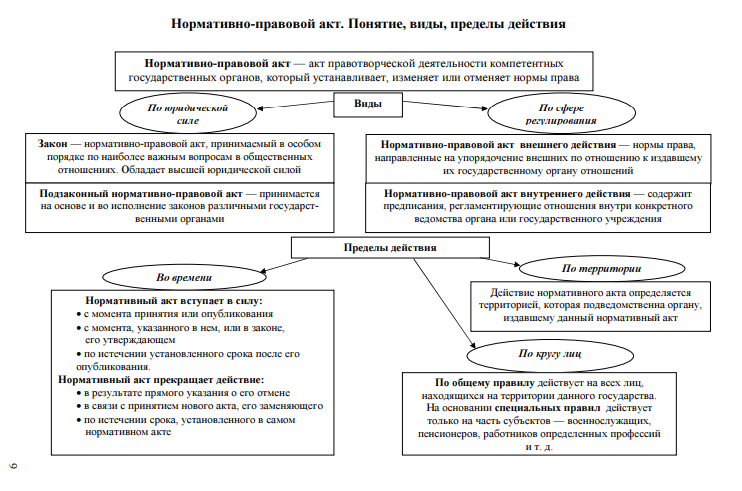 Нормативно-правовой акт. Понятие, виды, пределы действия
Нормативно-правовой акт — акт правотворческой деятельности компетентных
государственных органов, который устанавливает, изменяет или отменяет нормы права
Виды
По юридической
силе
По сфере
регулирования
Закон — нормативно-правовой акт, принимаемый в особом
порядке по наиболее важным вопросам в общественных
отношениях. Обладает высшей юридической силой
Подзаконный нормативно-правовой акт — принимается
на основе и во исполнение законов различными государст-
венными органами
Нормативно-правовой акт внешнего действия — нормы права,
направленные на упорядочение внешних по отношению к издавшему
их государственному органу отношений
Нормативно-правовой акт внутреннего действия — содержит
предписания, регламентирующие отношения внутри конкретного
ведомства органа или государственного учреждения
Пределы действия
Во времени
Нормативный акт вступает в силу:
• с момента принятия или опубликования
• с момента, указанного в нем, или в законе,
его утверждающем
• по истечении установленного срока после его
опубликования.
Нормативный акт прекращает действие:
• в результате прямого указания о его отмене
• в связи с принятием нового акта, его заменяющего
• по истечении срока, установленного в самом
нормативном акте
По территории
Действие нормативного акта определяется
территорией, которая подведомственна органу,
издавшему данный нормативный акт
По кругу лиц
По общему правилу действует на всех лиц,
находящихся на территории данного государства.
На основании специальных правил действует
только на часть субъектов — военнослужащих,
пенсионеров, работников определенных профессий
и т. д.
9